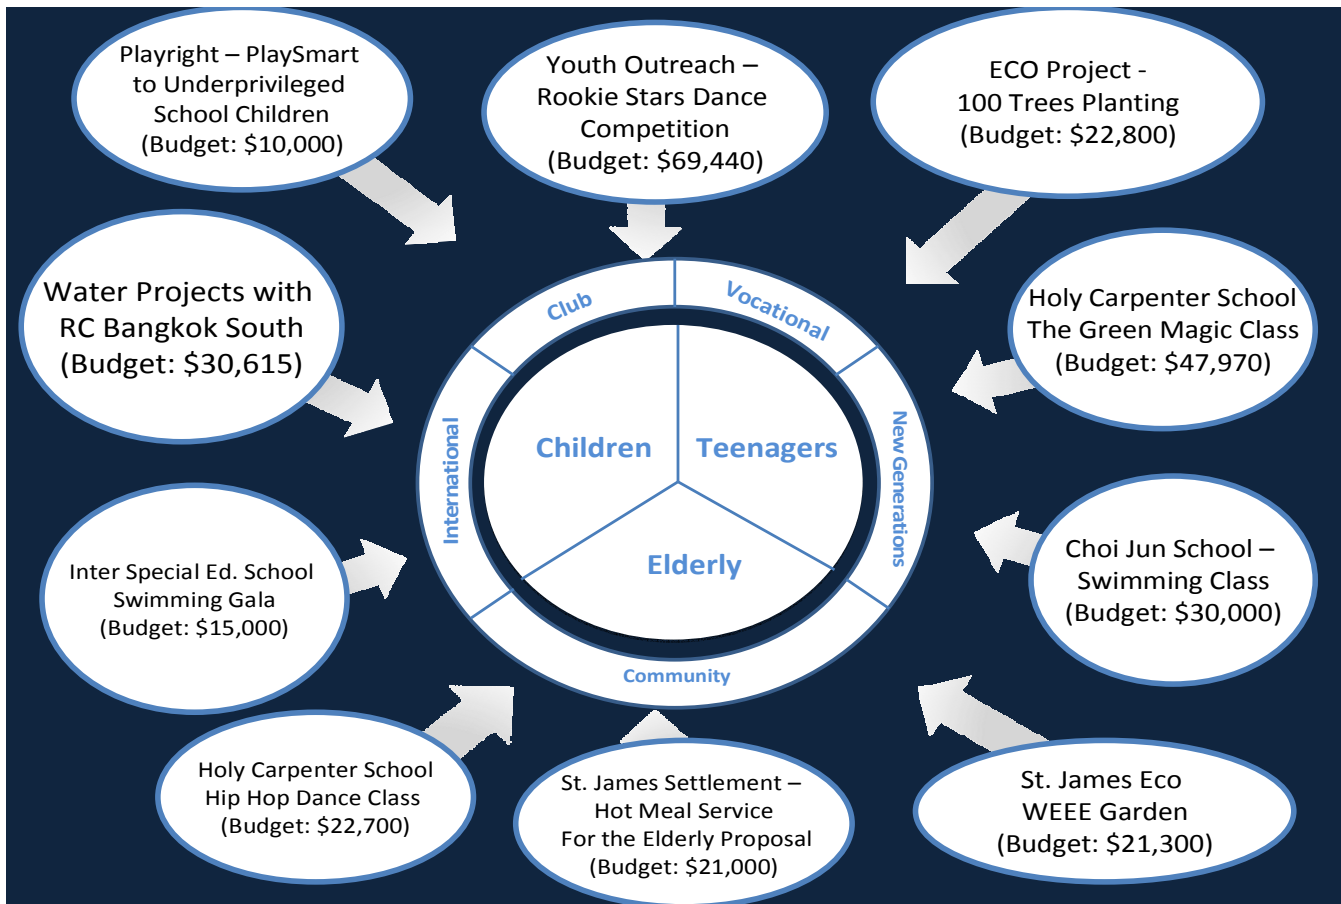 Playright – PlaySmart
to Underprivileged
School Children
(Budget: $10,000)
Youth Outreach –
Rookie Stars Dance
Competition
(Budget: $69,440)
ECO Project -
100 Trees Planting
(Budget: $22,800)
Water Projects with
RC Bangkok South
(Budget: $30,615)
Holy Carpenter School
The Green Magic Class
(Budget: $47,970)
Club
Vocational
International
New Generations
Community
Children
Teenagers
Elderly
Inter Special Ed. School
Swimming Gala
(Budget: $15,000)
Choi Jun School –
Swimming Class
(Budget: $30,000)
Holy Carpenter School
Hip Hop Dance Class
(Budget: $22,700)
St. James Settlement –
Hot Meal Service
For the Elderly Proposal
(Budget: $21,000)
St. James Eco
WEEE Garden
(Budget: $21,300)